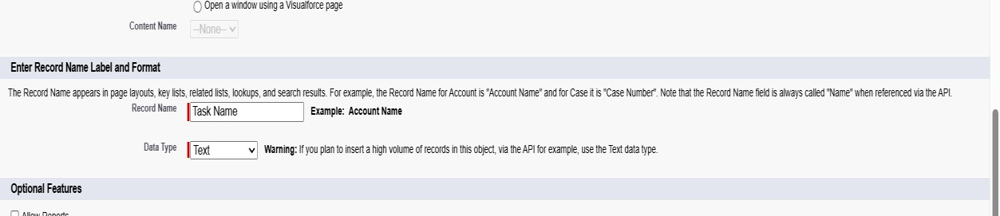 Open a window using a Visualforce page
Content Name --None--
Enter Record Name Label and Format
The Record Name appears in page layouts, key lists, related lists, lookups, and search results. For example, the Record Name for Account is "Account Name" and for Case it is "Case Number". Note that the Record Name field is always called "Name" when referenced via the API.
Record Name Task Name Example: Account Name
Data Type Text Warning: If you plan to insert a high volume of records in this object, via the API for example, use the Text data type.
Optional Features
Allow Reports